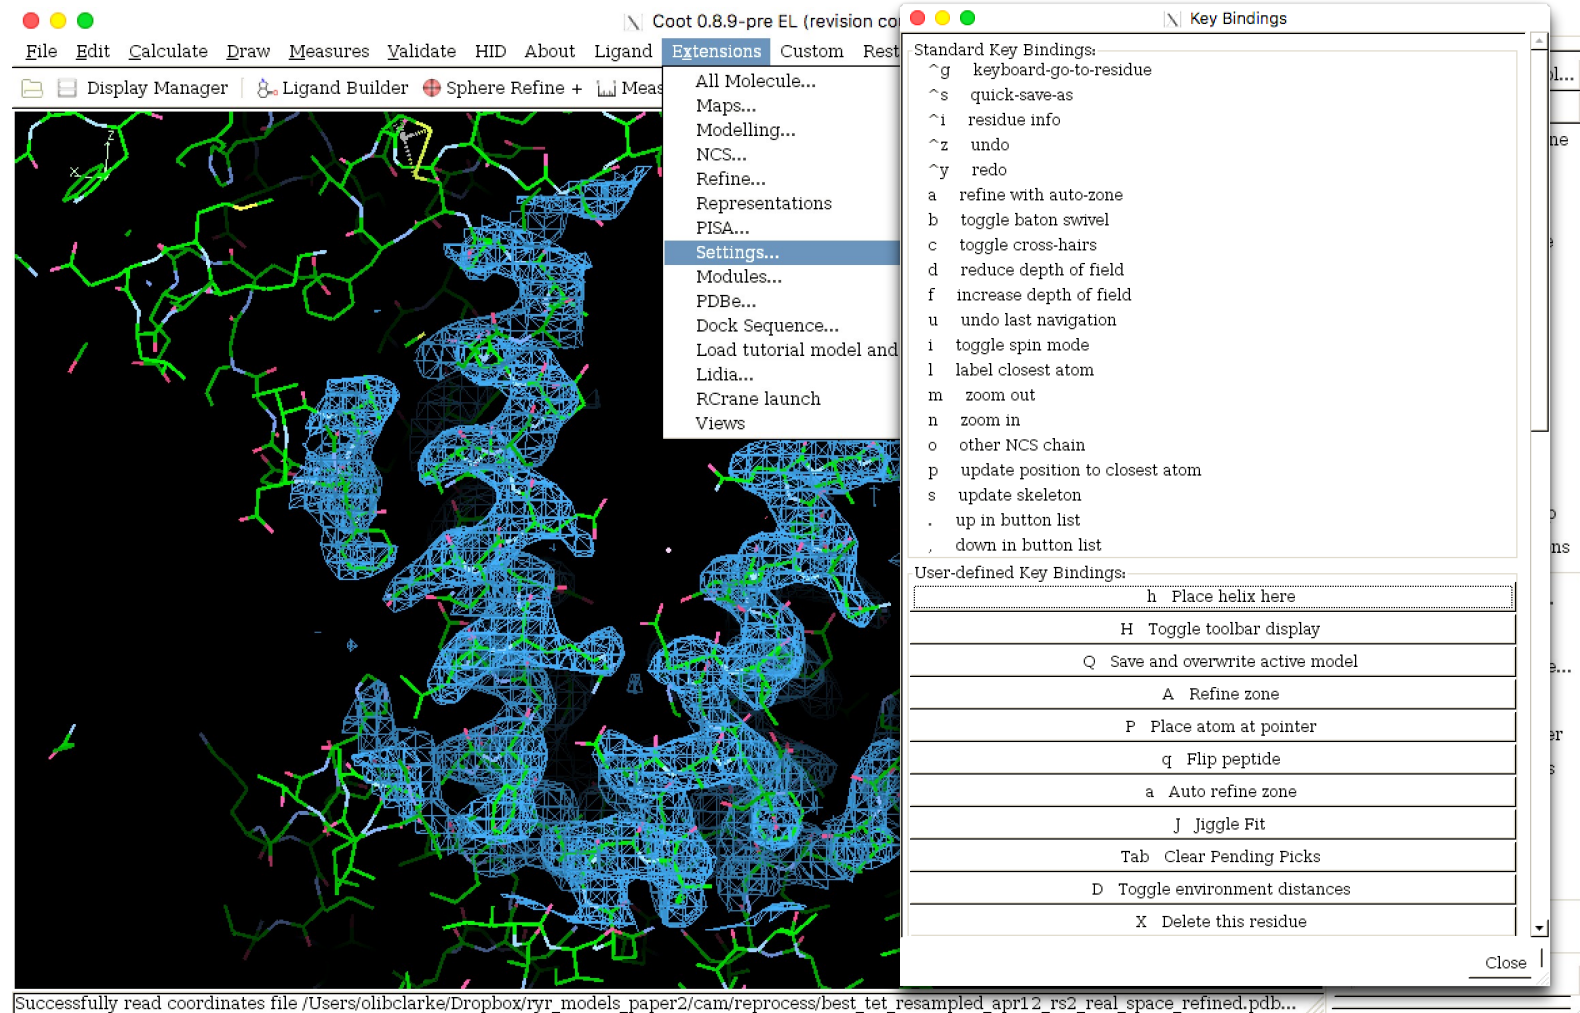 Coot 0.8.9-pre EL (revision co
File Edit Calculate Draw Measures Validate HID About Ligand Extensions Custom Rest
Display Manager Ligand Builder Sphere Refine + Meas
All Molecule...
Maps...
Modelling...
NCS...
Refine...
Representations
PISA...
Settings...
Modules...
PDBe...
Dock Sequence...
Load tutorial model and
Lidia...
RCrane launch
Views
z
x
Key Bindings
Standard Key Bindings:
^g keyboard-go-to-residue
^s quick-save-as
^i residue info
^z undo
^y redo
a refine with auto-zone
b toggle baton swivel
c toggle cross-hairs
d reduce depth of field
f increase depth of field
u undo last navigation
i toggle spin mode
l label closest atom
m zoom out
n zoom in
o other NCS chain
p update position to closest atom
s update skeleton
. up in button list
, down in button list
User-defined Key Bindings:
h Place helix here
H Toggle toolbar display
Q Save and overwrite active model
A Refine zone
P Place atom at pointer
q Flip peptide
a Auto refine zone
J Jiggle Fit
Tab Clear Pending Picks
D Toggle environment distances
X Delete this residue
Close
Successfully read coordinates file /Users/olibclarke/Dropbox/ryr_models_paper2/cam/reprocess/best_tet_resampled_apr12_rs2_real_space_refined.pdb...